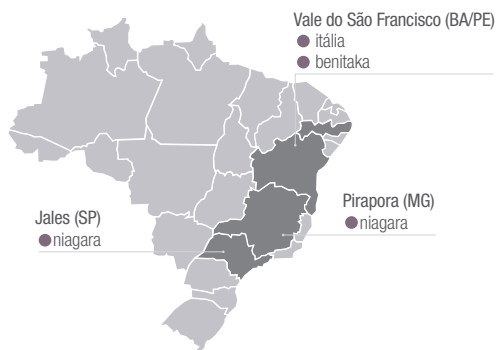 Vale do São Francisco (BA/PE)
itália
benitaka
Pirapora (MG)
niagara
Jales (SP)
niagara